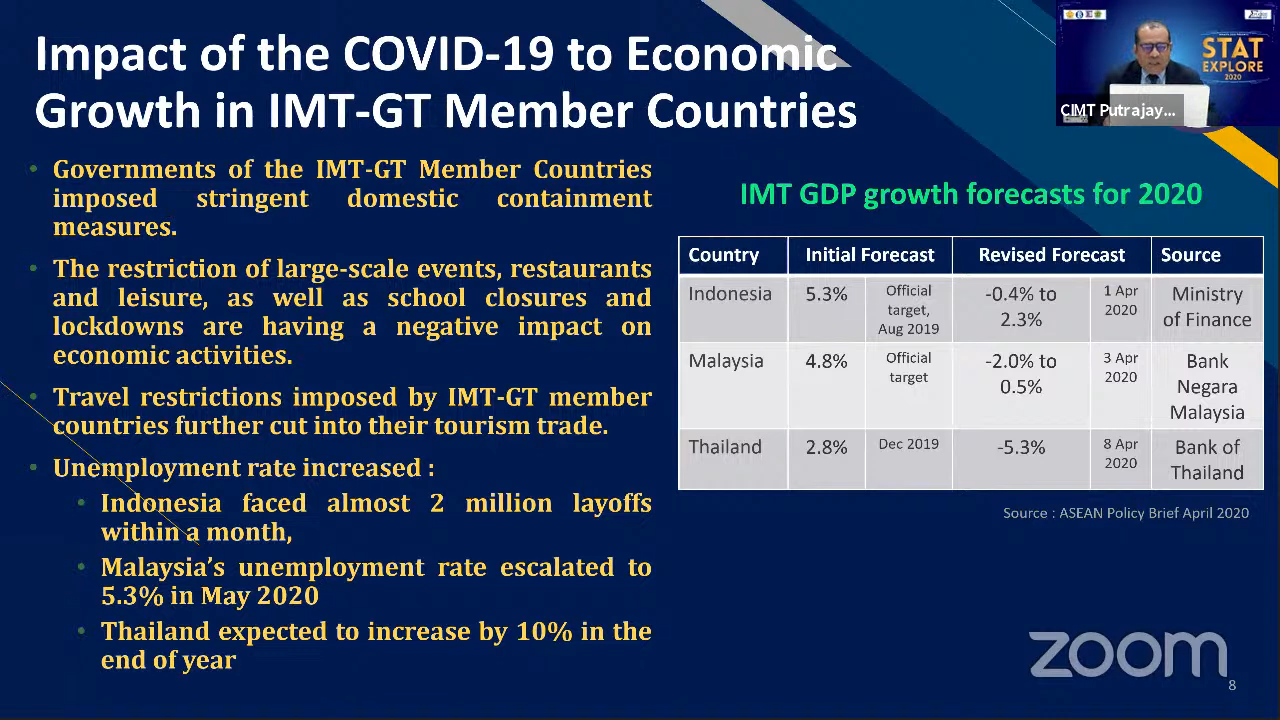 Impact of the COVID-19 to Economic
Growth in IMT-GT Member Countries
STAT
EXPLORE
2020
CIMT Putrajay...
• Governments of the IMT-GT Member Countries
imposed stringent domestic containment
measures.
• The restriction of large-scale events, restaurants
and leisure, as well as school closures and
lockdowns are having a negative impact on
economic activities.
• Travel restrictions imposed by IMT-GT member
countries further cut into their tourism trade.
• Unemployment rate increased :
• Indonesia faced almost 2 million layoffs
within a month,
• Malaysia's unemployment rate escalated to
5.3% in May 2020
• Thailand expected to increase by 10% in the
end of year
IMT GDP growth forecasts for 2020
Country Initial Forecast Revised Forecast Source
Indonesia 5.3% Official target, Aug 2019 -0.4% to 2.3% 1 Apr 2020 Ministry of Finance
Malaysia 4.8% Official target -2.0% to 0.5% 3 Apr 2020 Bank Negara Malaysia
Thailand 2.8% Dec 2019 -5.3% 8 Apr 2020 Bank of Thailand
Source : ASEAN Policy Brief April 2020
zoom
8